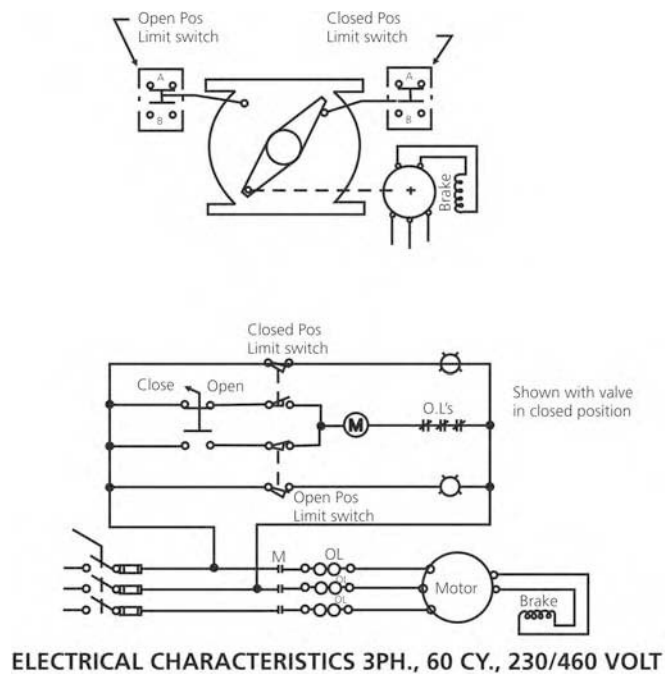 Open Pos
Limit switch
Closed Pos
Limit switch
A
B
A
B
Brake
Closed Pos
Limit switch
Close
Open
O.L's
M
Shown with valve
in closed position
Open Pos
Limit switch
M
OL
OL
OL
Motor
Brake
ELECTRICAL CHARACTERISTICS 3PH., 60 CY., 230/460 VOLT